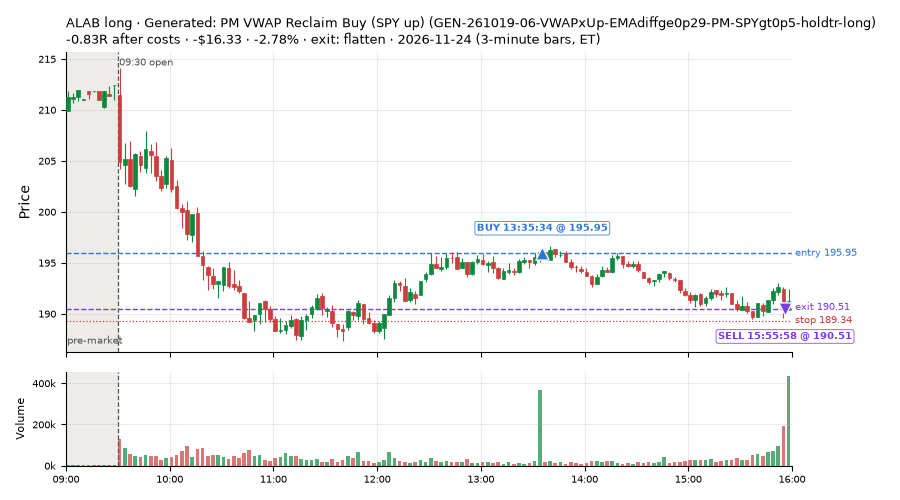 ALAB long · Generated: PM VWAP Reclaim Buy (SPY up) (GEN-261019-06-VWAPxUp-EMAdiffge0p29-PM-SPYgt0p5-holdtr-long)
-0.83R after costs · -$16.33 · -2.78% · exit: flatten · 2026-11-24 (3-minute bars, ET)
215
09:30 open
210
205
200
BUY 13:35:34 @ 195.95
entry 195.95
195
exit 190.51
190
stop 189.34
SELL 15:55:58 @ 190.51
pre-market
Price
400k
200k
0k
Volume
09:00
10:00
11:00
12:00
13:00
14:00
15:00
16:00